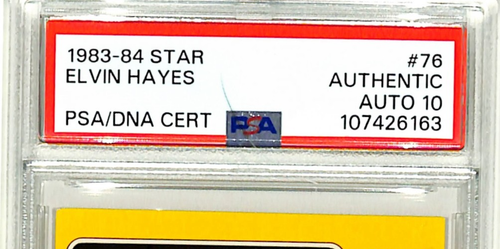 1983-84 STAR #76
ELVIN HAYES AUTHENTIC
AUTO 10
PSA/DNA CERT PSA 107426163